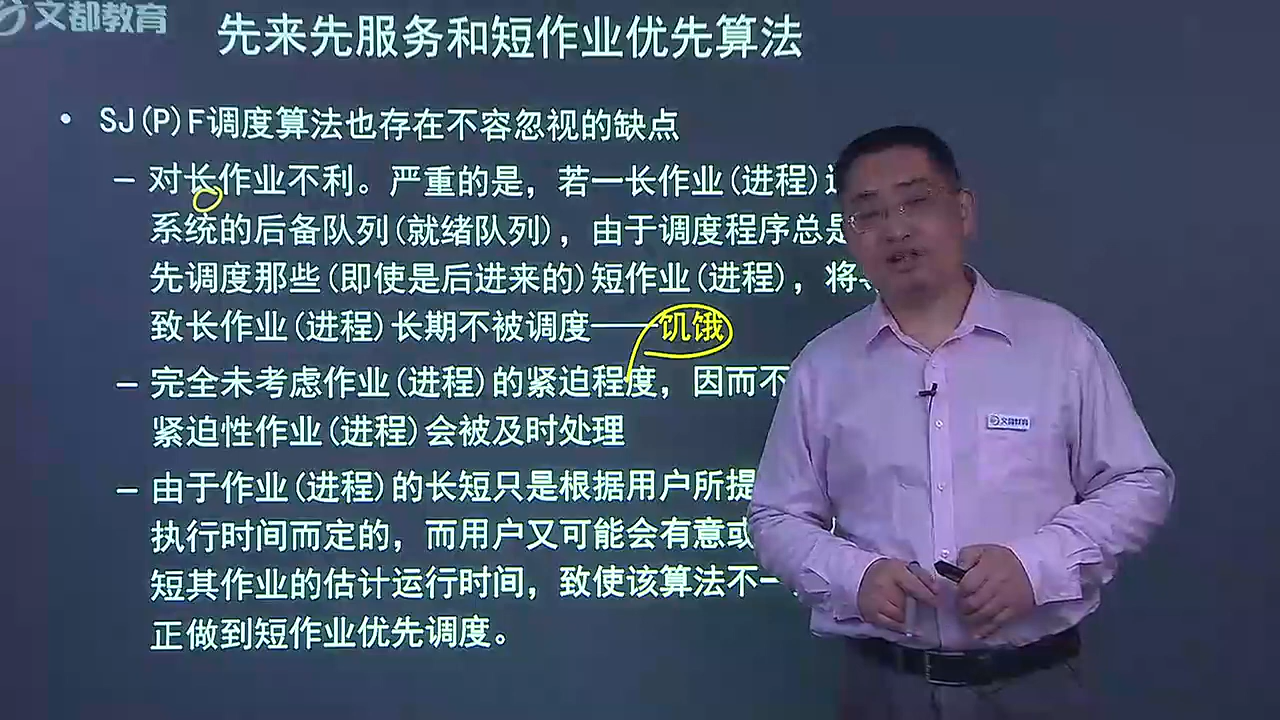 文都教育
先来先服务和短作业优先算法
• SJ(P)F调度算法也存在不容忽视的缺点
– 对长作业不利。严重的是，若一长作业(进程)
系统的后备队列(就绪队列)，由于调度程序总是
先调度那些(即使是后进来的)短作业(进程)，将
致长作业(进程)长期不被调度——饥饿
– 完全未考虑作业(进程)的紧迫程度，因而不
紧迫性作业(进程)会被及时处理
– 由于作业(进程)的长短只是根据用户所提
执行时间而定的，而用户又可能会有意或
短其作业的估计运行时间，致使该算法不一
正做到短作业优先调度。
文都教育